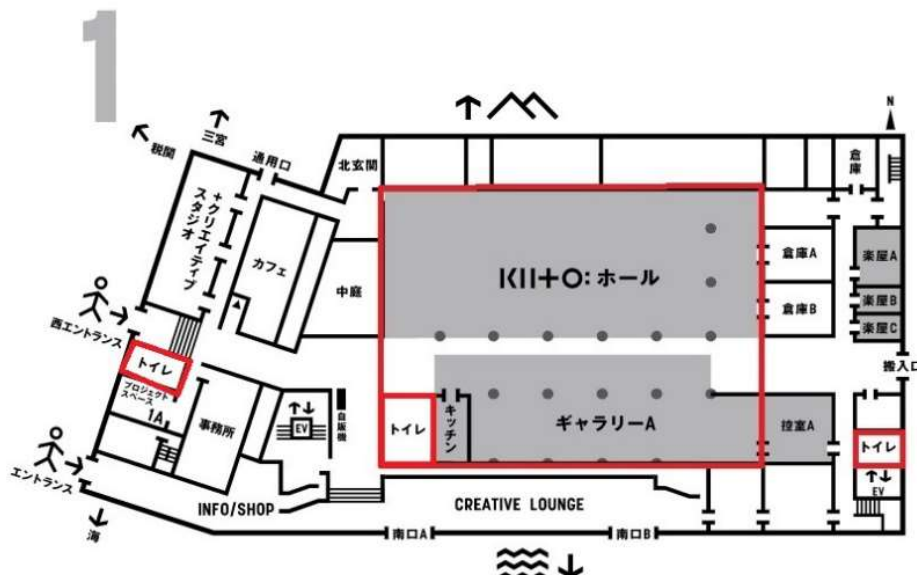 1
N
三宮
税関
通用口
北玄関
倉庫
+クリエイティブ
スタジオ
カフェ
中庭
KIITO:ホール
倉庫A
倉庫B
楽屋A
楽屋B
楽屋C
搬入口
西エントランス
トイレ
プロジェクト
スペース
1A
事務所
EV
自販機
トイレ
キッチン
ギャラリーA
控室A
トイレ
EV
エントランス
海
INFO/SHOP
CREATIVE LOUNGE
南口A
南口B